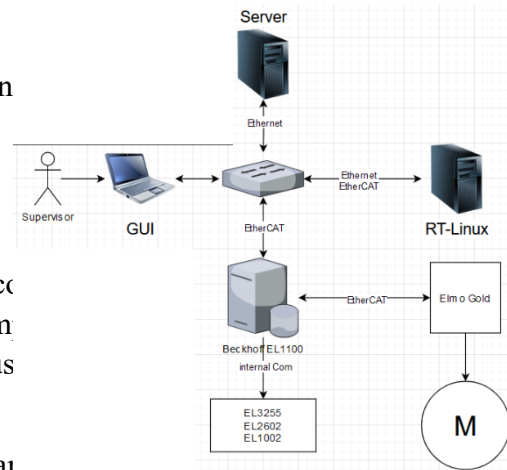 Server
n
Ethernet
Ethernet
EtherCAT
Supervisor
GUI
RT-Linux
EtherCAT
EtherCAT
Elmo Gold
Beckhoff EL1100
internal Com
EL3255
EL2602
EL1002
M